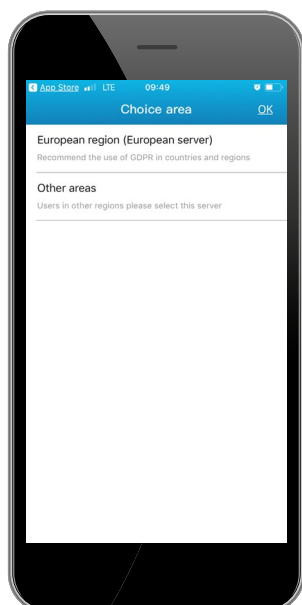 App Store LTE 09:49
Choice area OK
European region (European server)
Recommend the use of GDPR in countries and regions
Other areas
Users in other regions please select this server